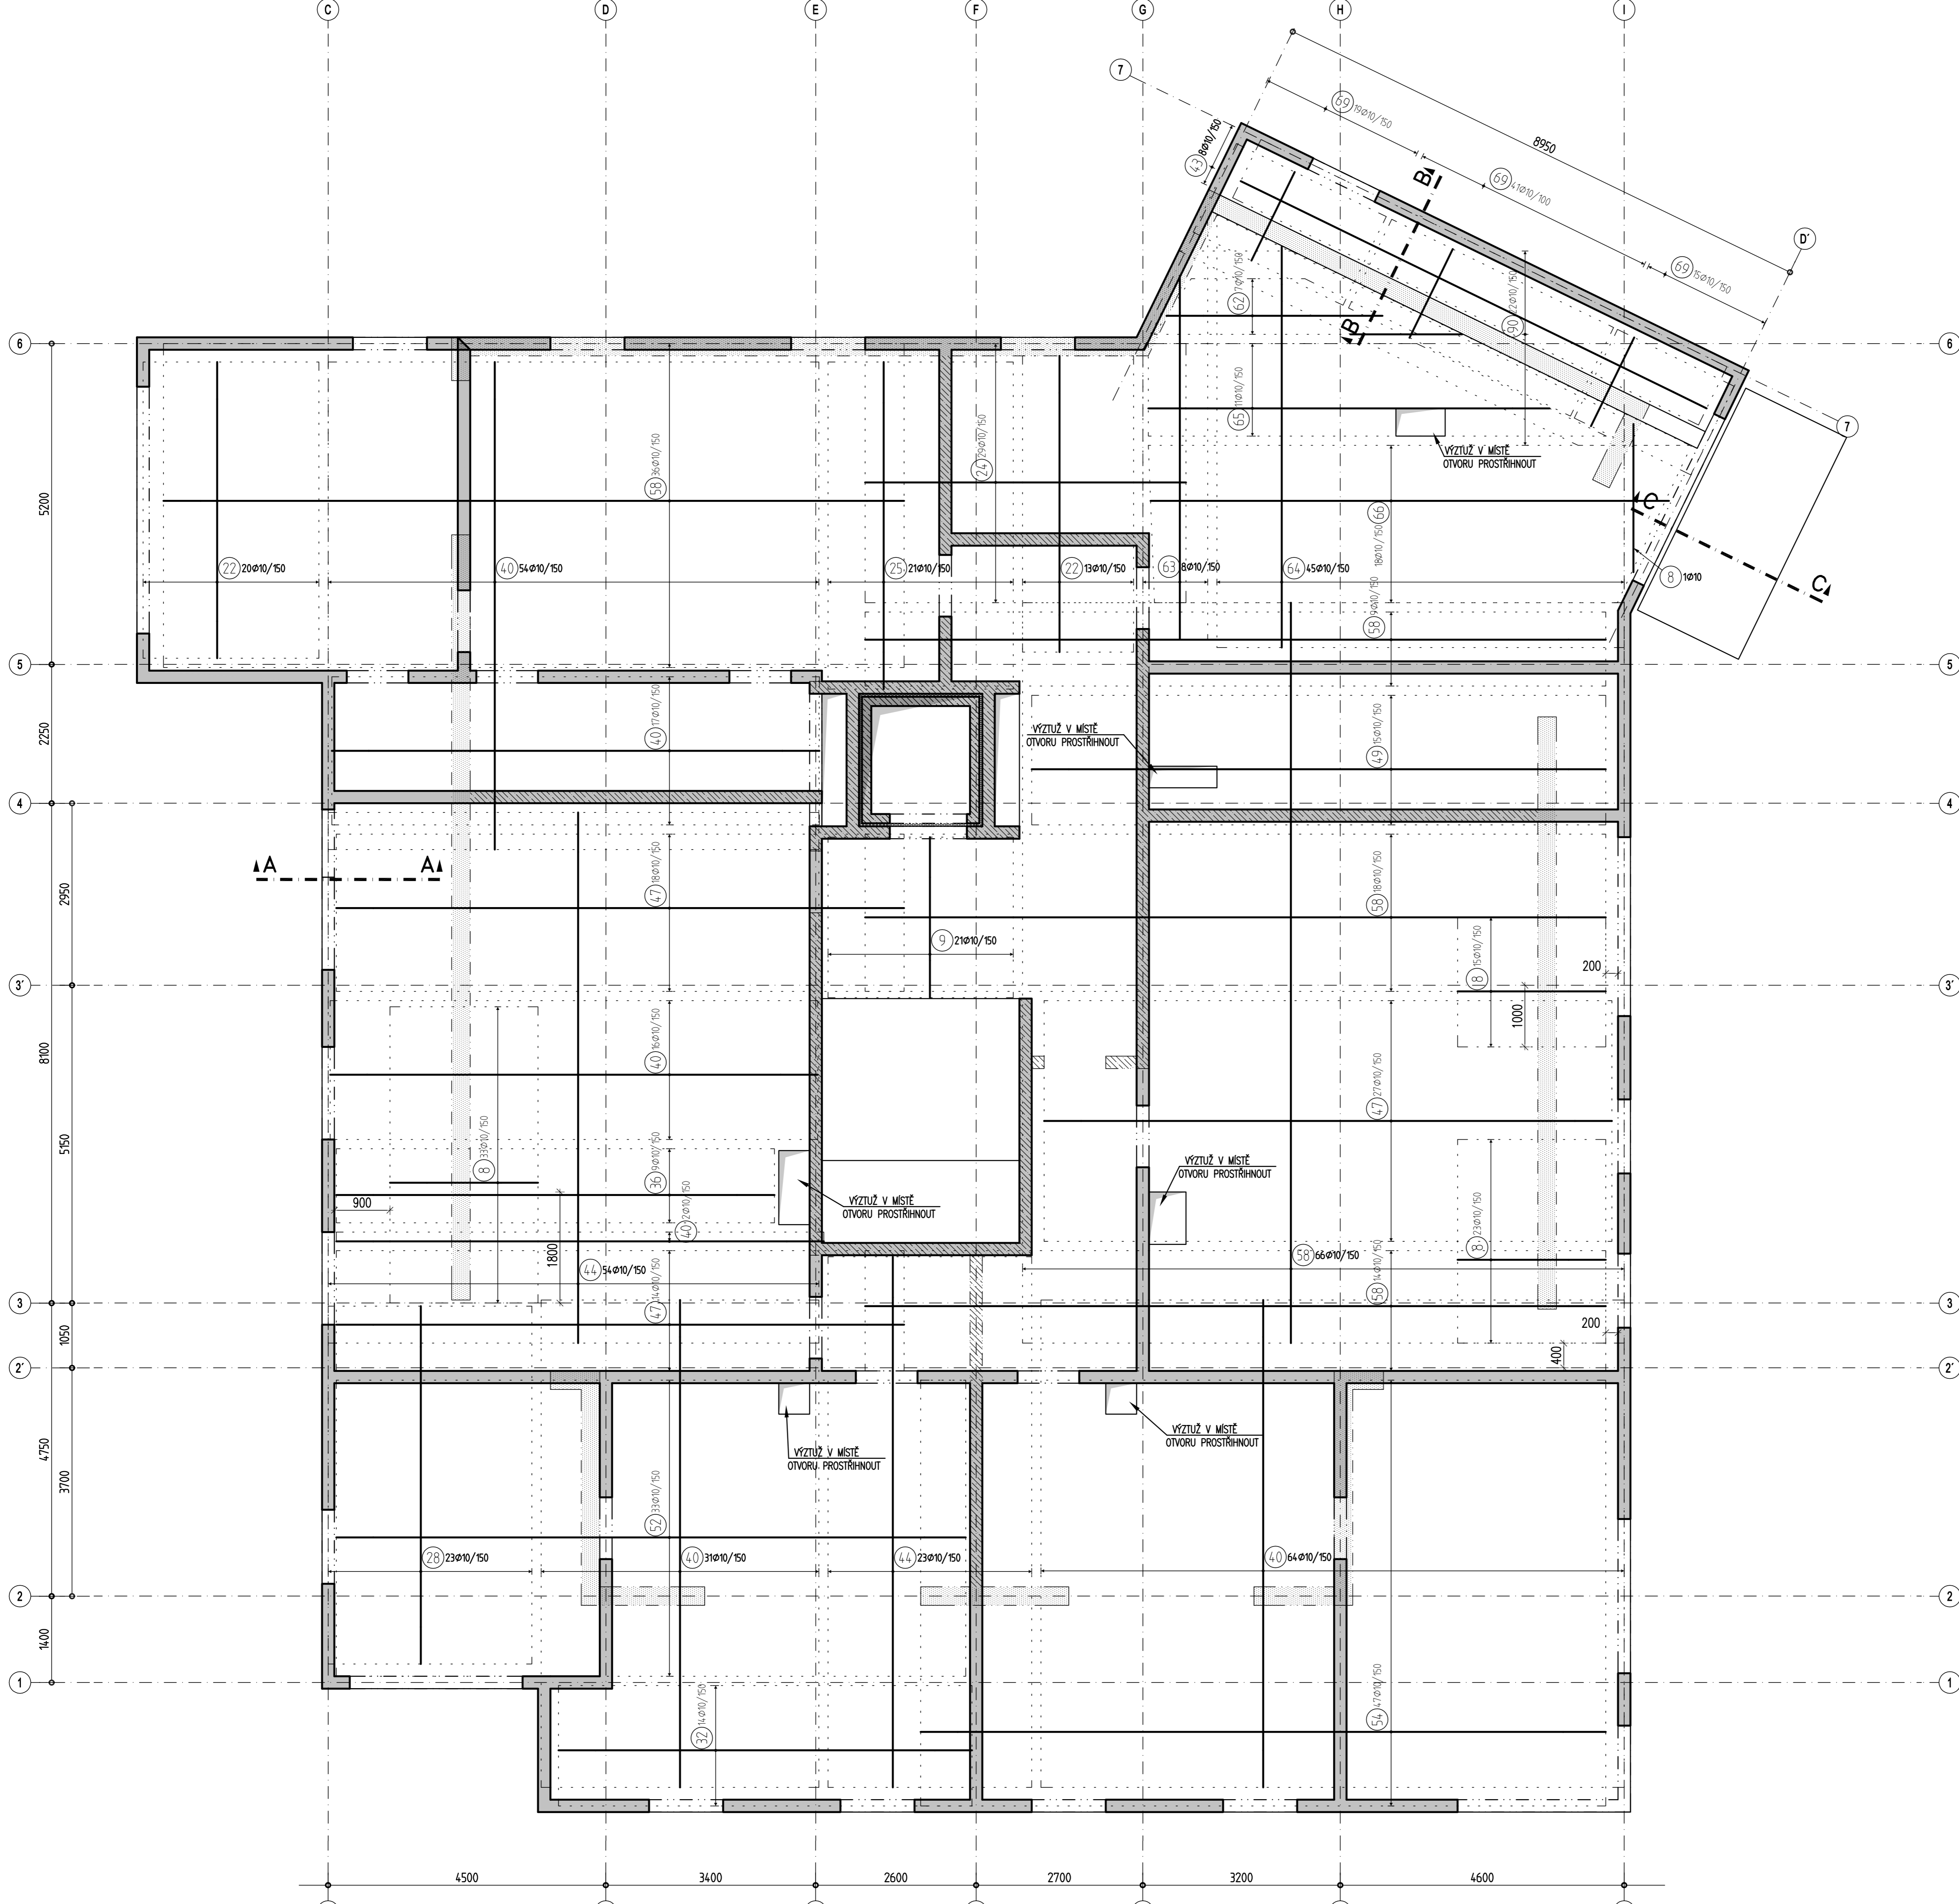 C
D
E
F
G
H
I
7
69 19Ø10/150
8950
43 8Ø10/150
69 41Ø10/100
B
D´
69 15Ø10/150
62 7Ø10/150
90 22Ø10/150
B
6
6
65 11Ø10/150
7
24 29Ø10/150
58 36Ø10/150
VÝZTUŽ V MÍSTĚ
OTVORU PROSTŘIHNOUT
5200
66 18Ø10/150
C
22 20Ø10/150
40 54Ø10/150
25 21Ø10/150
22 13Ø10/150
63 8Ø10/150
64 45Ø10/150
8 1Ø10
C
58 9Ø10/150
5
5
2250
40 17Ø10/150
VÝZTUŽ V MÍSTĚ
OTVORU PROSTŘIHNOUT
49 15Ø10/150
4
4
A
A
2950
47 18Ø10/150
58 18Ø10/150
9 21Ø10/150
8 15Ø10/150
200
3´
3´
1000
8100
40 16Ø10/150
47 27Ø10/150
5150
8 33Ø10/150
36 9Ø10/150
VÝZTUŽ V MÍSTĚ
OTVORU PROSTŘIHNOUT
900
VÝZTUŽ V MÍSTĚ
OTVORU PROSTŘIHNOUT
40 2Ø10/150
8 23Ø10/150
1800
44 54Ø10/150
58 66Ø10/150
47 14Ø10/150
58 14Ø10/150
3
3
1050
200
400
2´
2´
4750
3700
VÝZTUŽ V MÍSTĚ
OTVORU PROSTŘIHNOUT
VÝZTUŽ V MÍSTĚ
OTVORU PROSTŘIHNOUT
52 33Ø10/150
28 23Ø10/150
40 31Ø10/150
44 23Ø10/150
40 64Ø10/150
2
2
1400
1
1
32 14Ø10/150
54 47Ø10/150
4500
3400
2600
2700
3200
4600